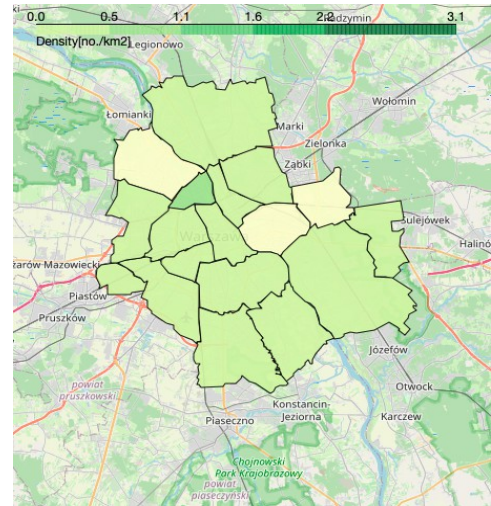 0.0 0.5 1.1 1.6 2.2 3.1
Density[no./km2]
Legionowo
Wołomin
Łomianki
Marki
Zielonka
Ząbki
Sulejówek
Halinó
zarów Mazowiecki
Piastów
Pruszków
Józefów
powiat
pruszkowski
Otwock
Konstancin-
Jeziorna
Karczew
Piaseczno
Chojnowski
Park Krajobrazowy
powiat
piaseczyński